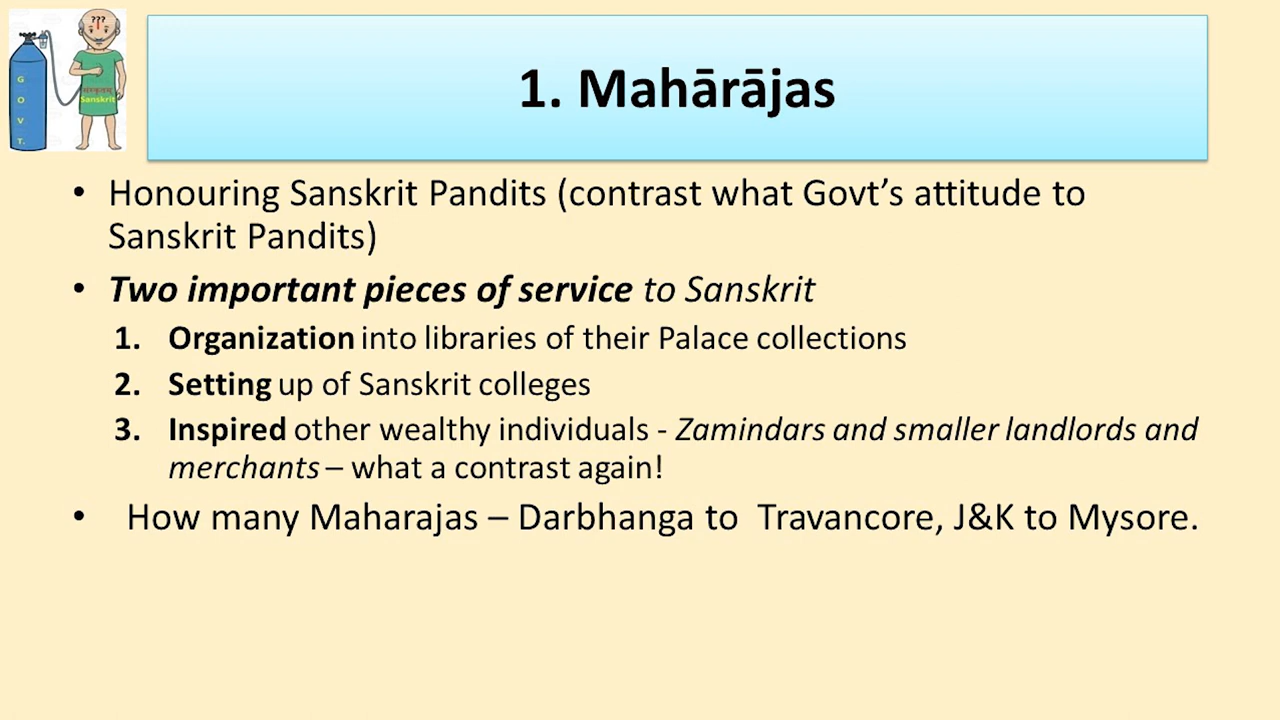 ???
G
O
V
T.
Sanskrit
1. Mahārājas
• Honouring Sanskrit Pandits (contrast what Govt’s attitude to
Sanskrit Pandits)
• Two important pieces of service to Sanskrit
1. Organization into libraries of their Palace collections
2. Setting up of Sanskrit colleges
3. Inspired other wealthy individuals - Zamindars and smaller landlords and
merchants – what a contrast again!
• How many Maharajas – Darbhanga to Travancore, J&K to Mysore.